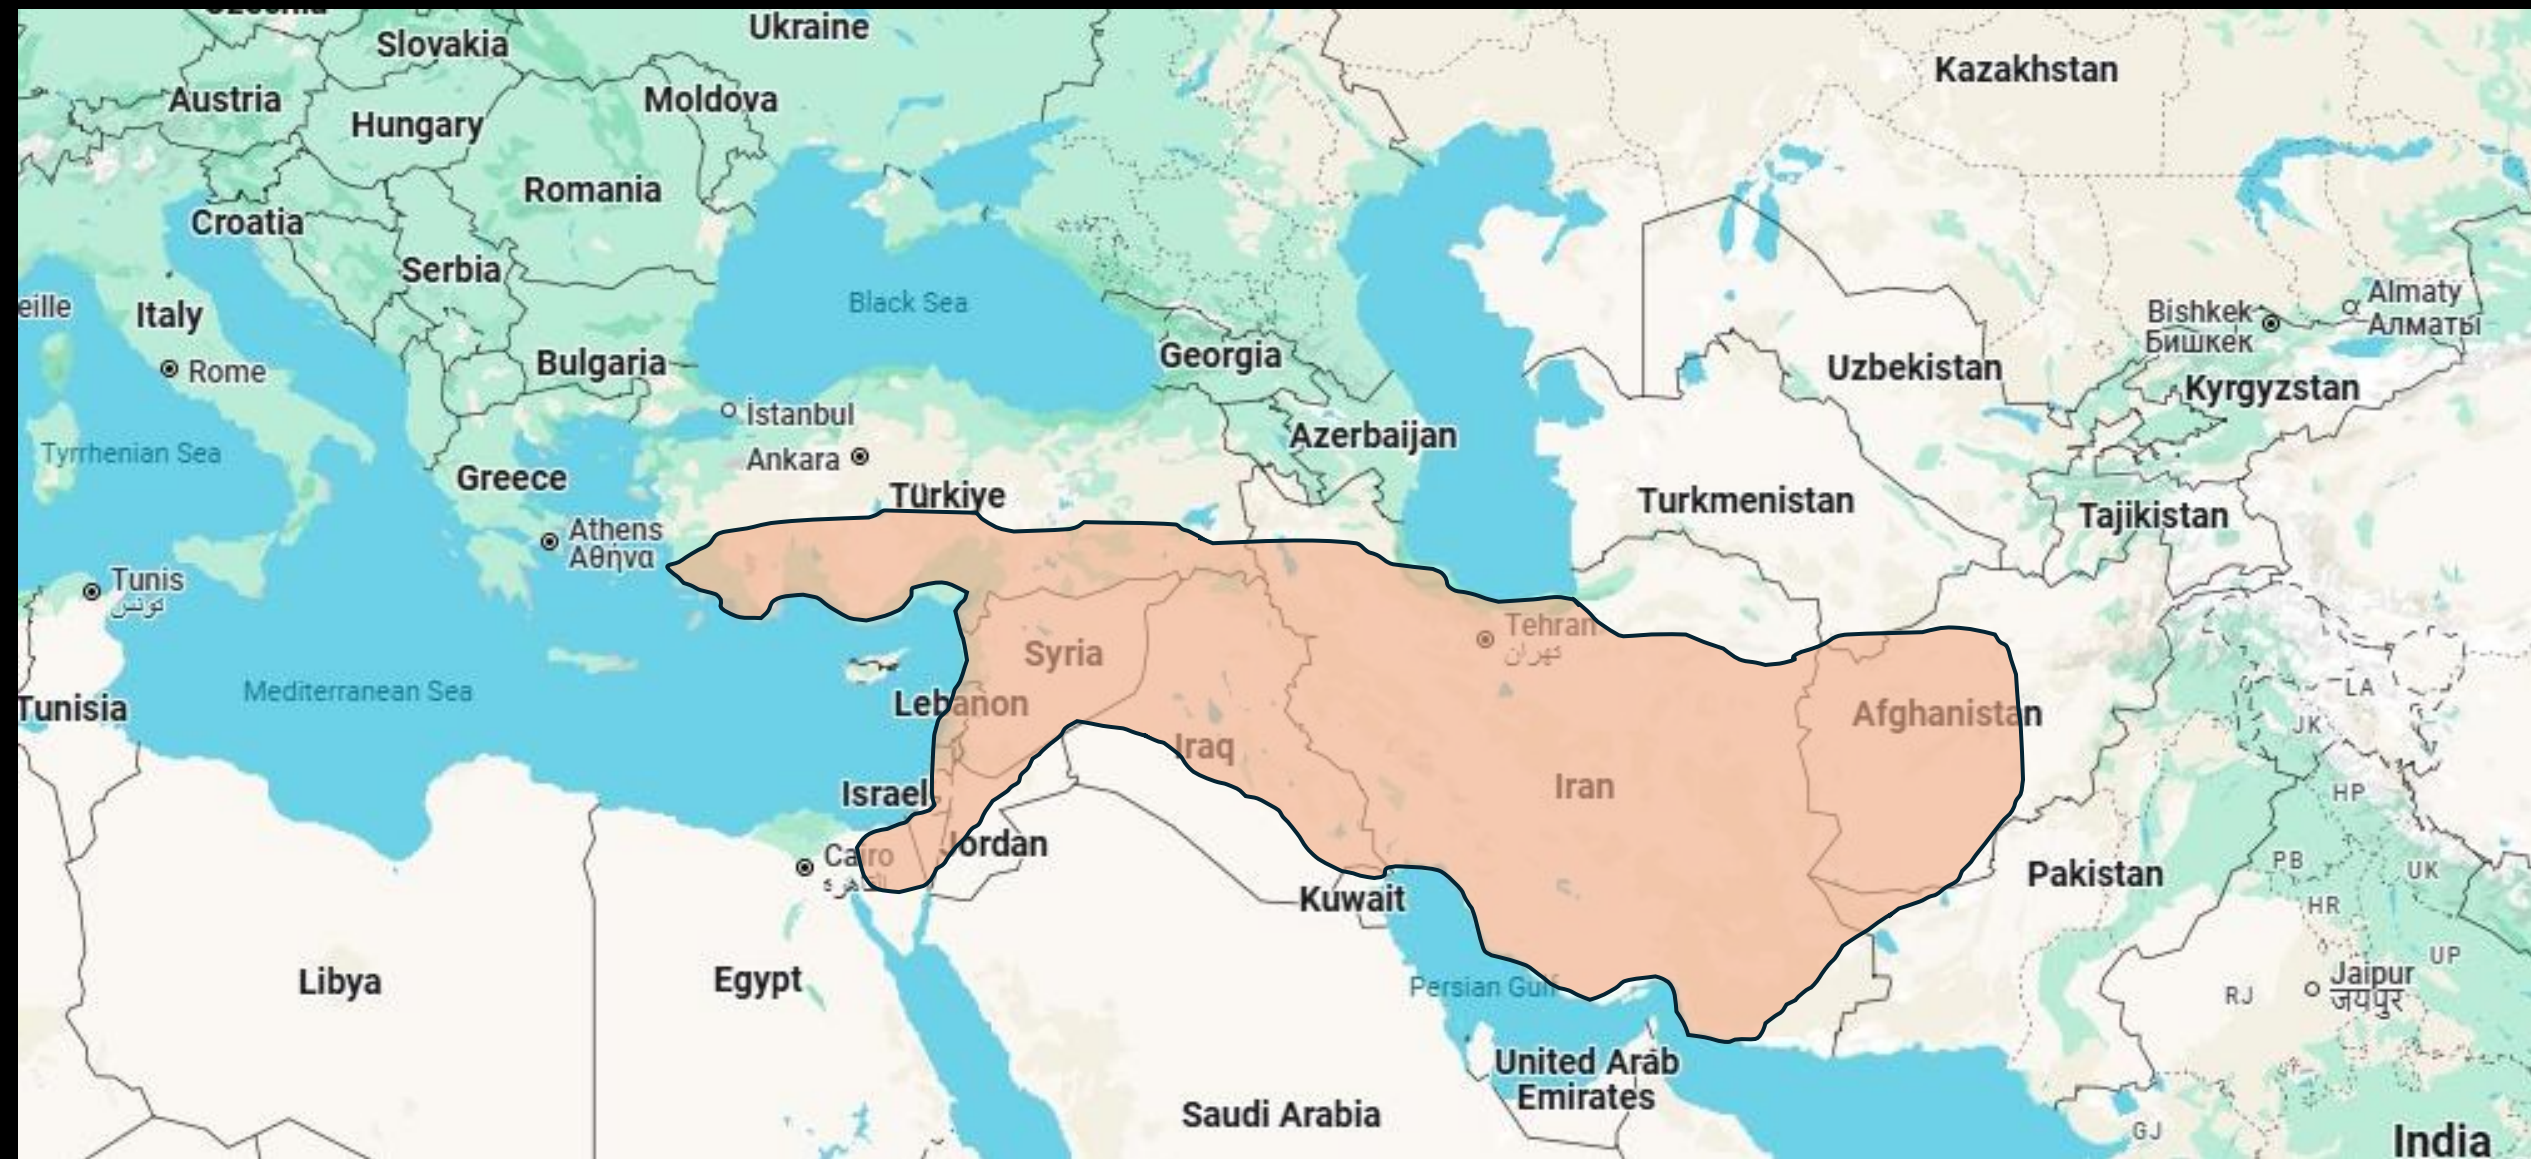 Ukraine
Slovakia
Kazakhstan
Austria
Moldova
Hungary
Romania
Croatia
Serbia
Almaty
Алматы
Bishkek
Бишкек
eille
Italy
Black Sea
Rome
Bulgaria
Georgia
Uzbekistan
Kyrgyzstan
İstanbul
Azerbaijan
Tyrrhenian Sea
Ankara
Greece
Türkiye
Turkmenistan
Tajikistan
Athens
Αθήνα
Tunis
تونس
Tehran
تهران
Syria
Mediterranean Sea
LA
Lebanon
Tunisia
Afghanistan
JK
Iraq
Iran
Israel
HP
Jordan
Cairo
القاهرة
PB
UK
Pakistan
Kuwait
HR
UP
Libya
Egypt
Persian Gulf
RJ
Jaipur
जयपुर
United Arab
Emirates
Saudi Arabia
GJ
India